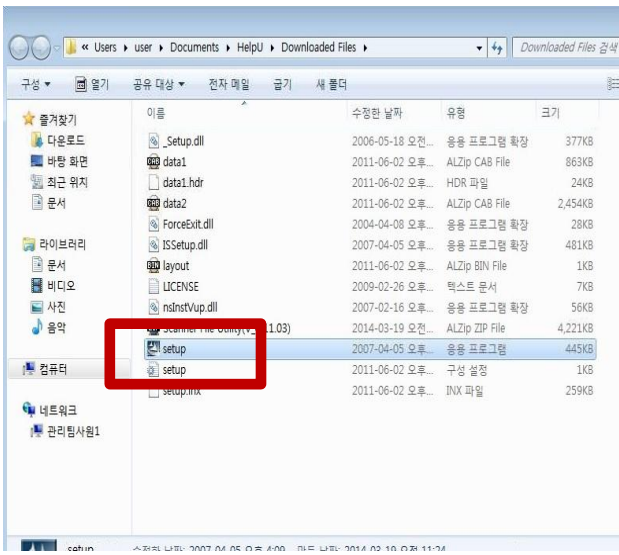 « Users ▸ user ▸ Documents ▸ HelpU ▸ Downloaded Files ▸ Downloaded Files 검색
구성 ▼ 열기 공유 대상 ▼ 전자 메일 굽기 새 폴더
이름 수정한 날짜 유형 크기
즐겨찾기
다운로드
바탕 화면
최근 위치
문서
라이브러리
문서
비디오
사진
음악
컴퓨터
네트워크
관리팀사원1
_Setup.dll 2006-05-18 오전... 응용 프로그램 확장 377KB
data1 2011-06-02 오후... ALZip CAB File 863KB
data1.hdr 2011-06-02 오후... HDR 파일 24KB
data2 2011-06-02 오후... ALZip CAB File 2,454KB
ForceExit.dll 2004-04-08 오후... 응용 프로그램 확장 28KB
ISSetup.dll 2007-04-05 오후... 응용 프로그램 확장 481KB
layout 2011-06-02 오후... ALZip BIN File 1KB
LICENSE 2009-02-26 오후... 텍스트 문서 7KB
nsInstVup.dll 2007-02-16 오후... 응용 프로그램 확장 56KB
Scanner File Utility(V_ 1.03) 2014-03-19 오전... ALZip ZIP File 4,221KB
setup 2007-04-05 오후... 응용 프로그램 445KB
setup 2011-06-02 오후... 구성 설정 1KB
setup.inx 2011-06-02 오후... INX 파일 259KB
setup 수정한 날짜: 2007-04-05 오후 4:09 만든 날짜: 2014-03-19 오전 11:24